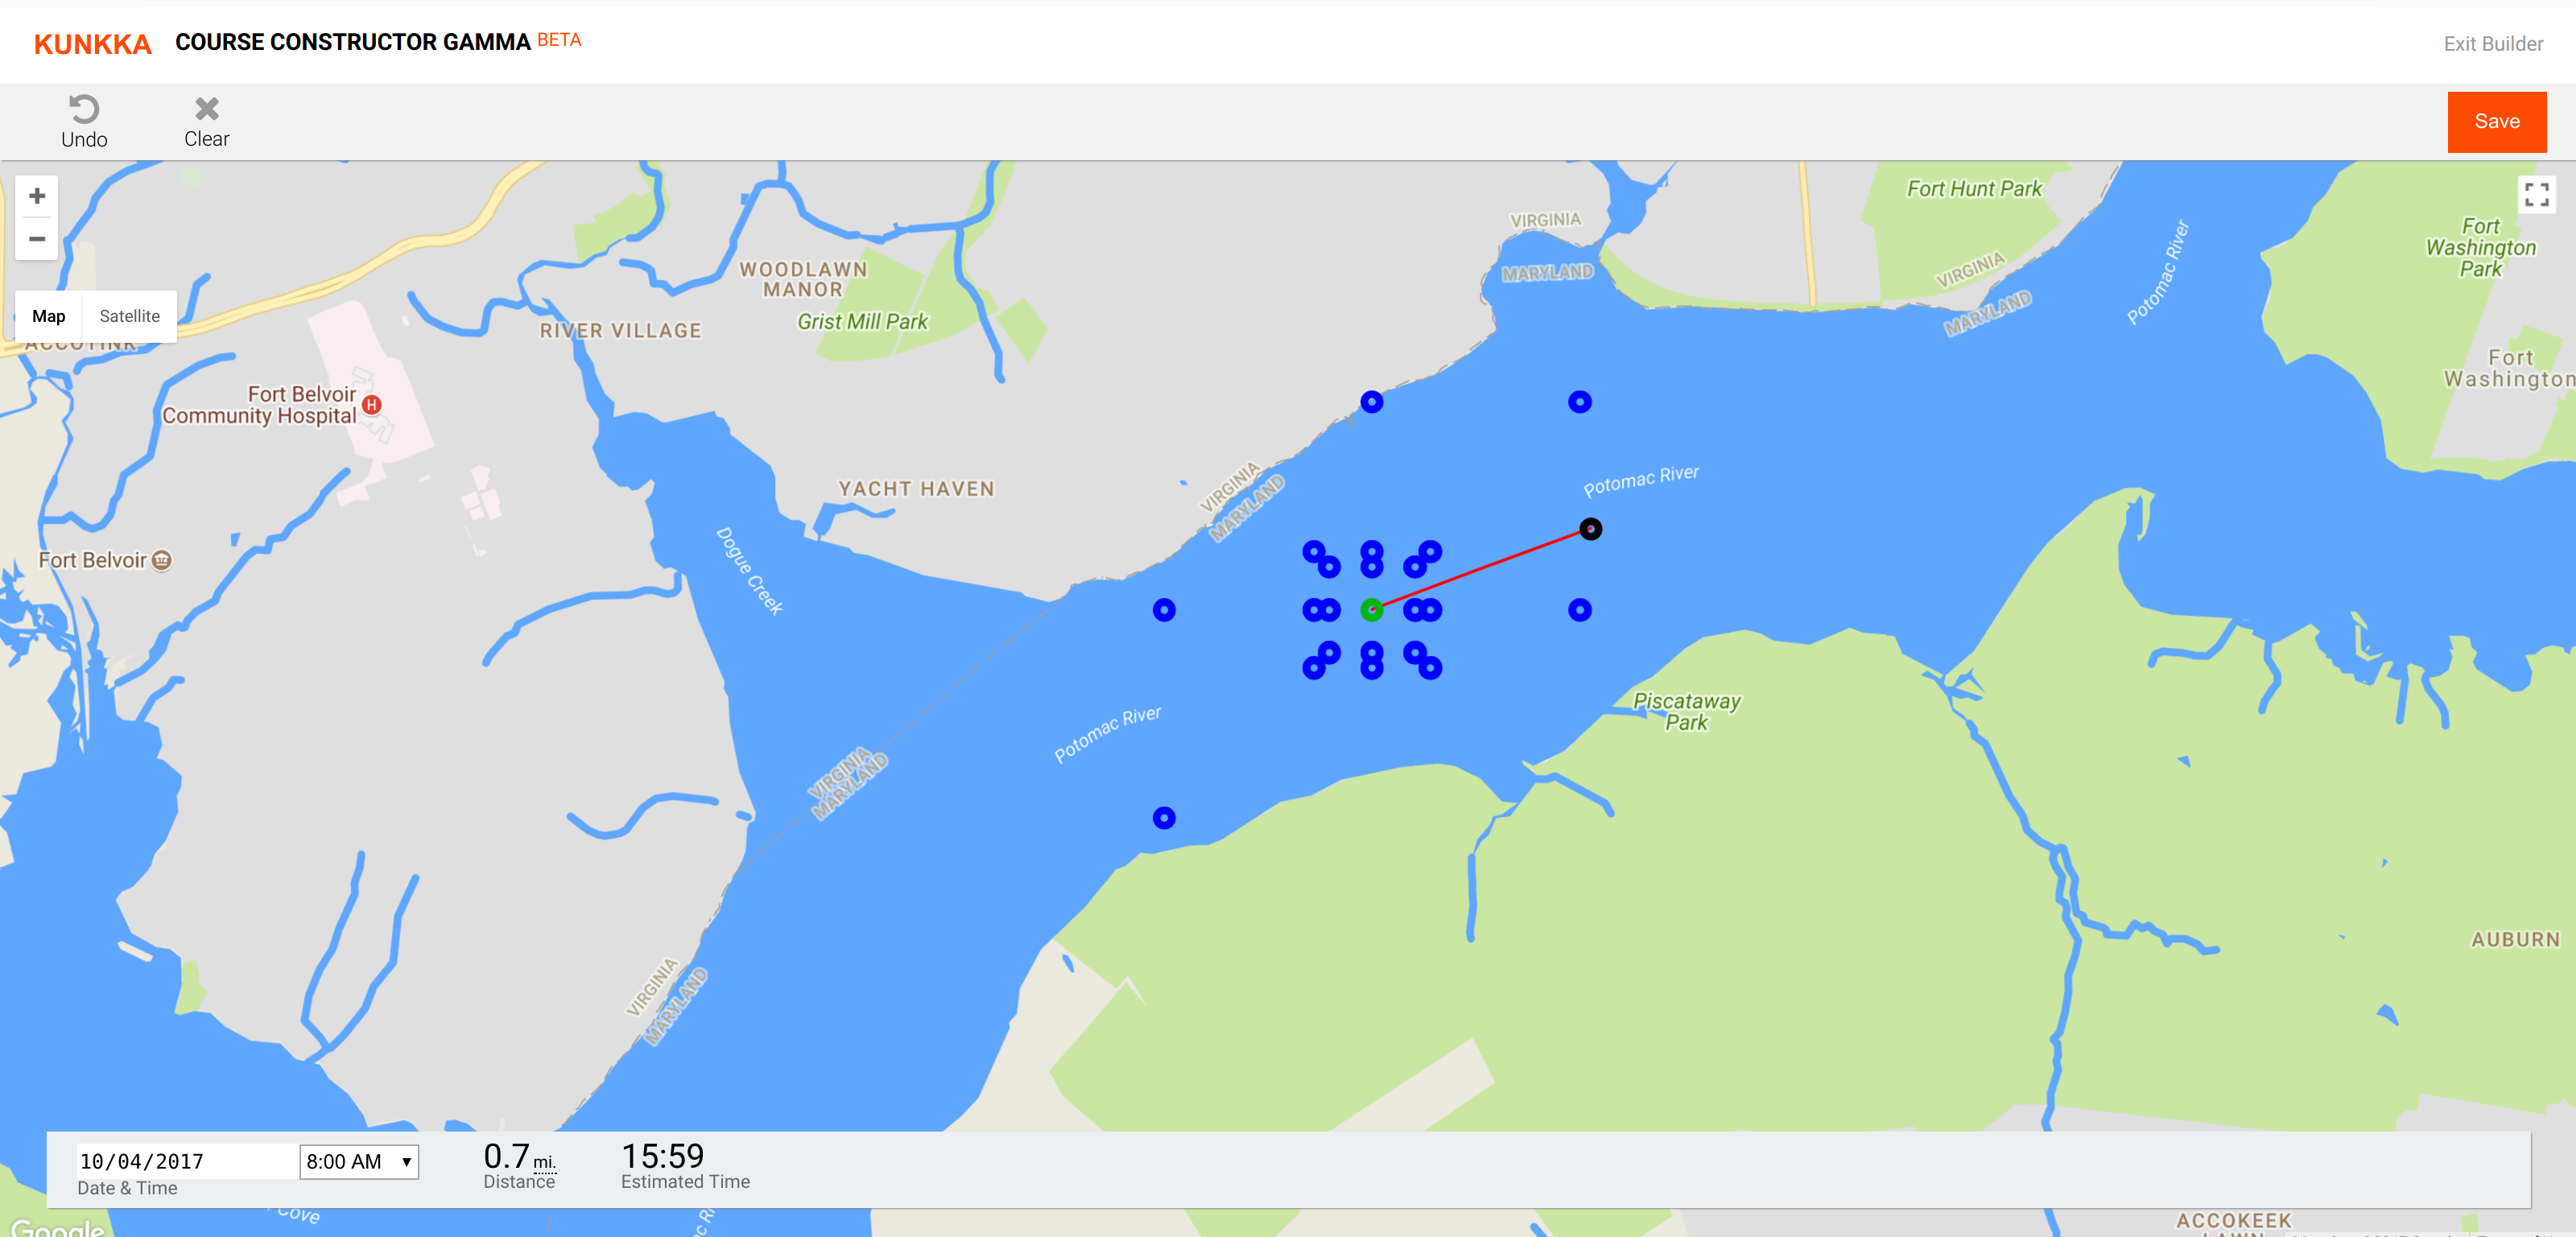 KUNKKA COURSE CONSTRUCTOR GAMMA BETA
Exit Builder
Undo
Clear
Save
+
−
Map
Satellite
ACCOTINK
Fort Hunt Park
VIRGINIA
MARYLAND
VIRGINIA
MARYLAND
Potomac River
Fort
Washington
Park
Fort
Washington
WOODLAWN
MANOR
Grist Mill Park
RIVER VILLAGE
Fort Belvoir
Community Hospital
H
YACHT HAVEN
VIRGINIA
MARYLAND
Potomac River
Fort Belvoir
Dogue Creek
Potomac River
Piscataway
Park
VIRGINIA
MARYLAND
AUBURN
VIRGINIA
MARYLAND
10/04/2017
8:00 AM
Date & Time
0.7 mi.
Distance
15:59
Estimated Time
Cove
Google
ACCOKEEK